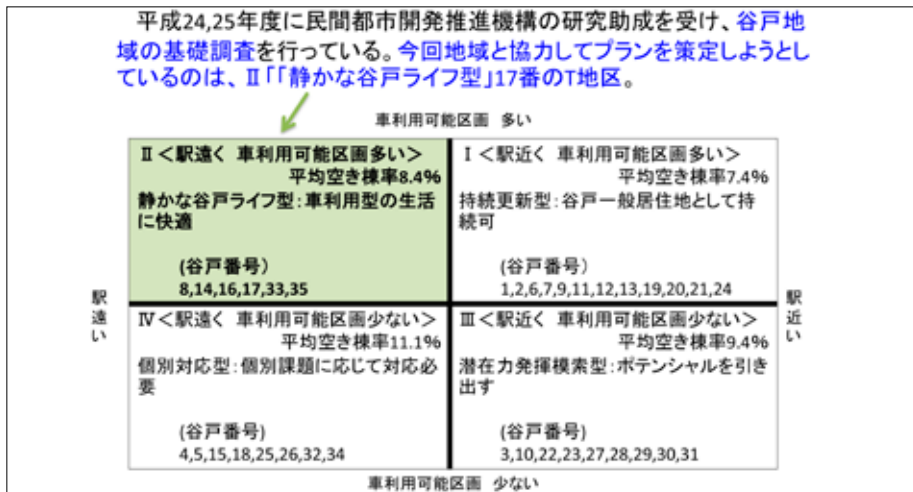 平成24,25年度に民間都市開発推進機構の研究助成を受け、谷戸地
域の基礎調査を行っている。今回地域と協力してプランを策定しようとし
ているのは、Ⅱ「「静かな谷戸ライフ型」17番のT地区。
車利用可能区画 多い
Ⅱ<駅遠く 車利用可能区画多い>
平均空き棟率8.4%
静かな谷戸ライフ型:車利用型の生活
に快適
(谷戸番号)
8,14,16,17,33,35
Ⅰ<駅近く 車利用可能区画多い>
平均空き棟率7.4%
持続更新型:谷戸一般居住地として持
続可
(谷戸番号)
1,2,6,7,9,11,12,13,19,20,21,24
駅遠い
駅近い
Ⅳ<駅遠く 車利用可能区画少ない>
平均空き棟率11.1%
個別対応型:個別課題に応じて対応必
要
(谷戸番号)
4,5,15,18,25,26,32,34
Ⅲ<駅近く 車利用可能区画少ない>
平均空き棟率9.4%
潜在力発揮模索型:ポテンシャルを引き
出す
(谷戸番号)
3,10,22,23,27,28,29,30,31
車利用可能区画 少ない